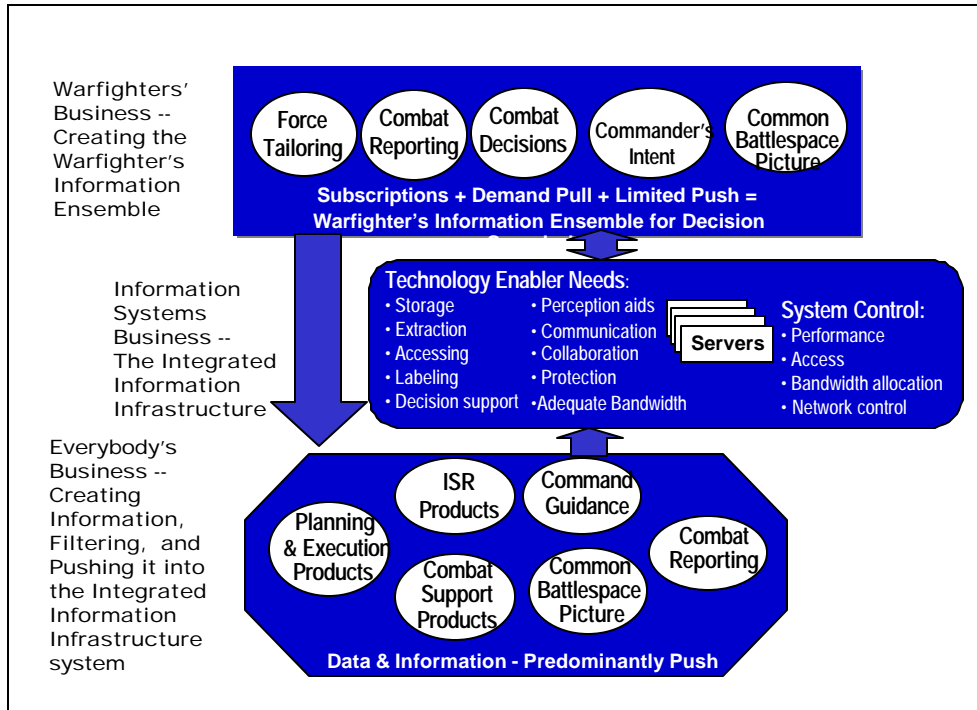 Warfighters'
Business --
Creating the
Warfighter's
Information
Ensemble
Force
Tailoring
Combat
Reporting
Combat
Decisions
Commander's
Intent
Common
Battlespace
Picture
Subscriptions + Demand Pull + Limited Push =
Warfighter's Information Ensemble for Decision
Information
Systems
Business --
The Integrated
Information
Infrastructure
Technology Enabler Needs:
• Storage
• Extraction
• Accessing
• Labeling
• Decision support
• Perception aids
• Communication
• Collaboration
• Protection
•Adequate Bandwidth
Servers
System Control:
• Performance
• Access
• Bandwidth allocation
• Network control
Everybody's
Business --
Creating
Information,
Filtering, and
Pushing it into
the Integrated
Information
Infrastructure
system
ISR
Products
Command
Guidance
Planning
& Execution
Products
Combat
Support
Products
Common
Battlespace
Picture
Combat
Reporting
Data & Information - Predominantly Push